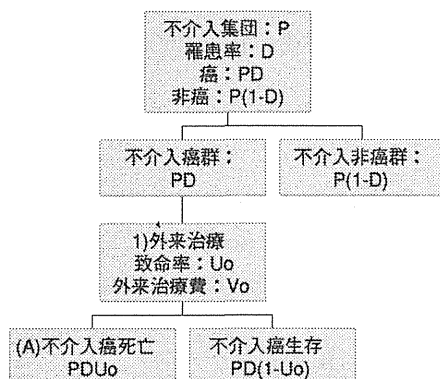 不介入集団：P
罹患率：D
癌：PD
非癌：P(1-D)
不介入癌群：
PD
不介入非癌群：
P(1-D)
1)外来治療
致命率：Uo
外来治療費：Vo
(A)不介入癌死亡
PDUo
不介入癌生存
PD(1-Uo)